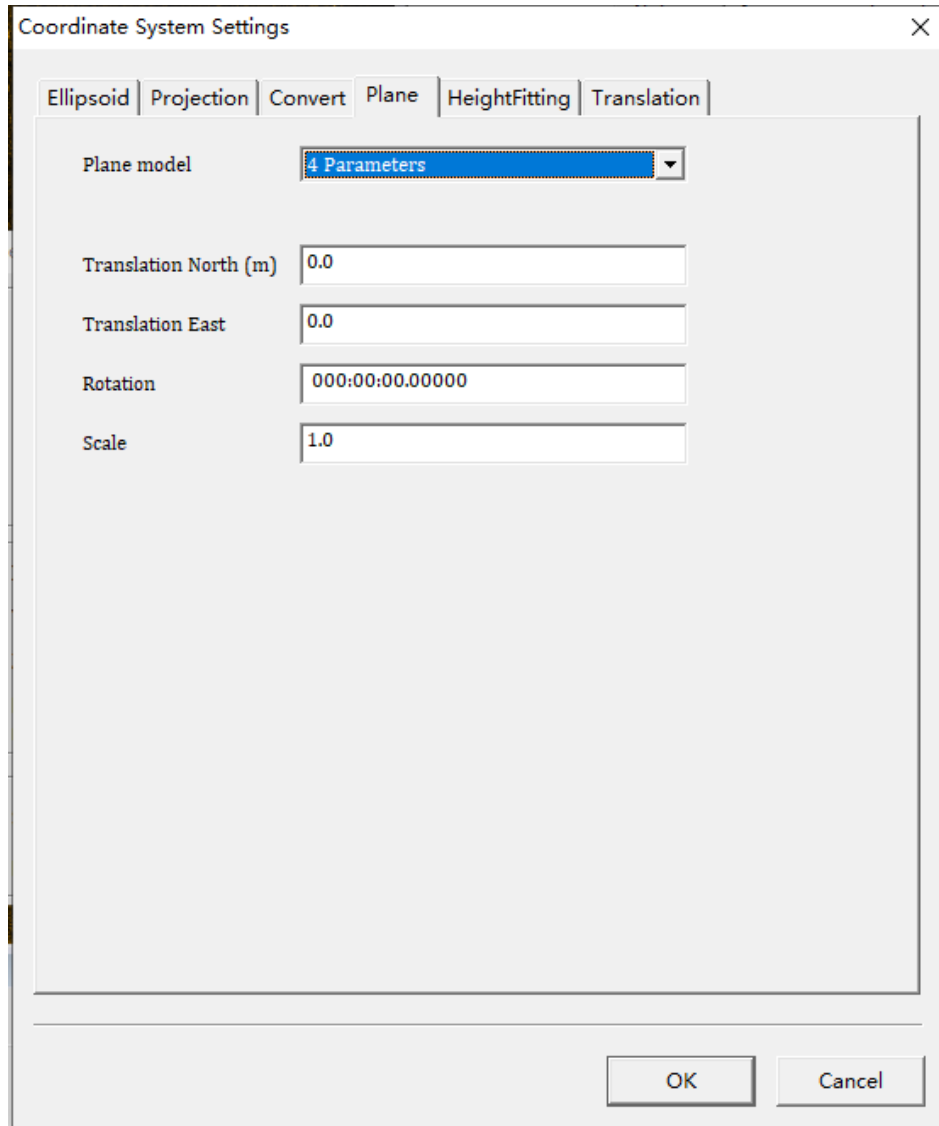 Coordinate System Settings
Ellipsoid Projection Convert Plane HeightFitting Translation
Plane model 4 Parameters
Translation North (m) 0.0
Translation East 0.0
Rotation 000:00:00.00000
Scale 1.0
OK Cancel